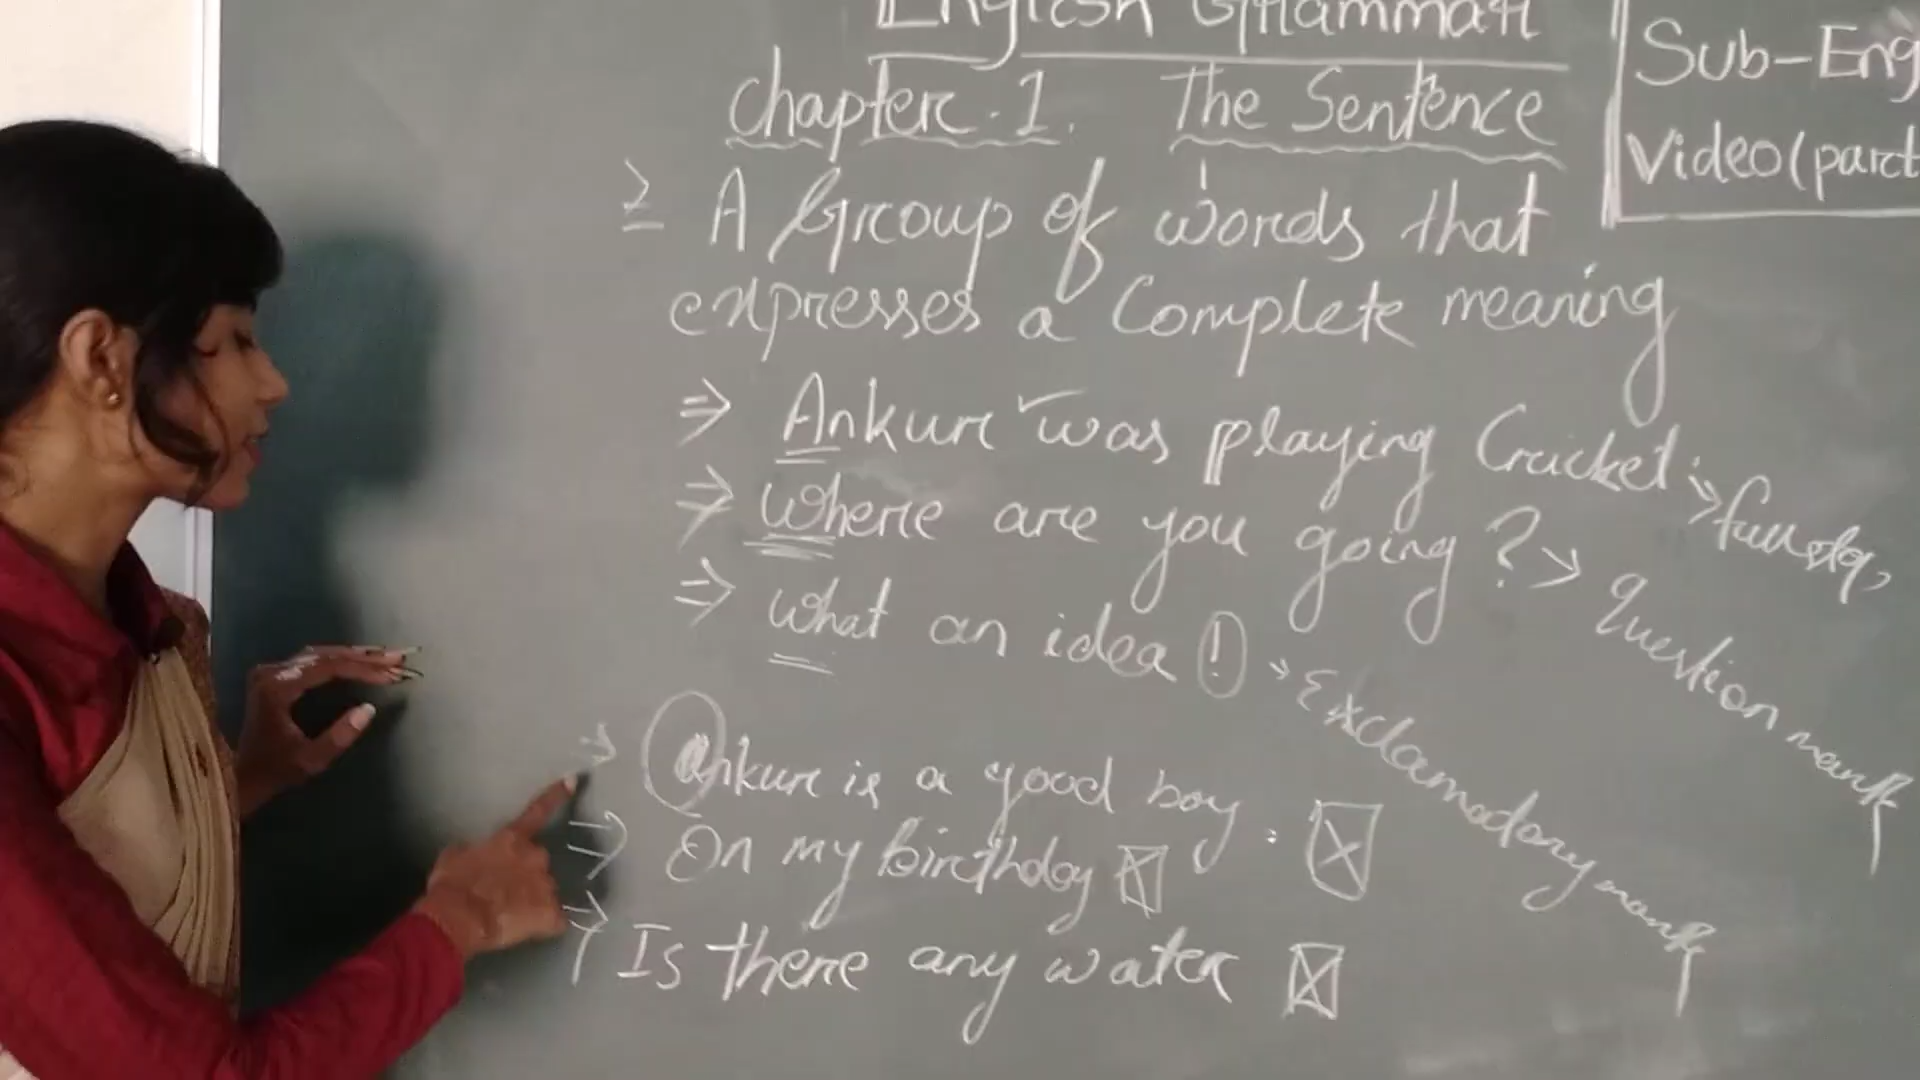 English Grammar
Sub-Eng
Chapter.1. The Sentence
Video(part
A Group of words that
expresses a Complete meaning
⇒ Ankur was playing Cricket.
⇒ Where are you going? → Question mark
⇒ what an idea! → Exclamadory mark
⇒ ankur is a good boy.
⇒ On my birthday
⇒ Is there any water